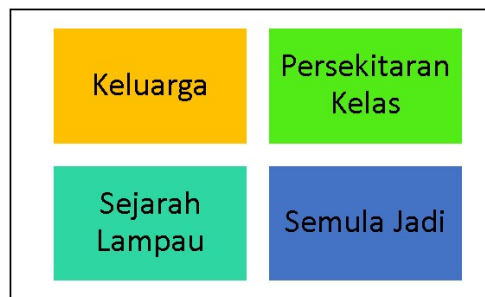 Keluarga
Persekitaran
Kelas
Sejarah
Lampau
Semula Jadi